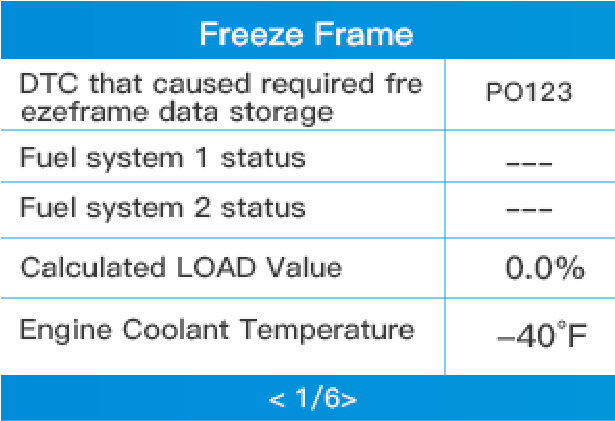 Freeze Frame
DTC that caused required fre
ezeframe data storage
PO123
Fuel system 1 status
---
Fuel system 2 status
---
Calculated LOAD Value
0.0%
Engine Coolant Temperature
–40°F
< 1/6>